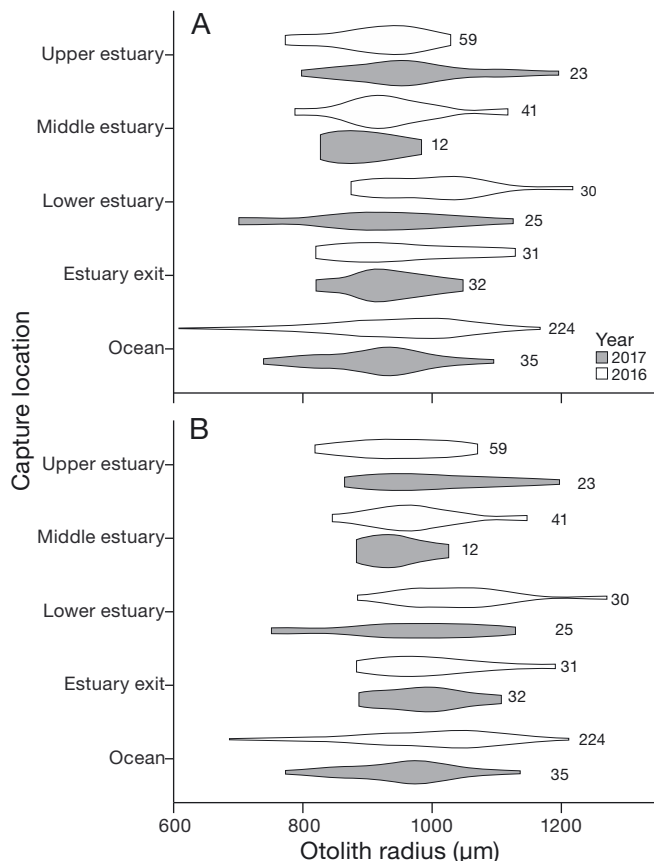 A
Upper estuary
59
23
Middle estuary
41
12
Lower estuary
30
25
Estuary exit
31
32
Ocean
224
35
Year
2017
2016
Capture location
B
Upper estuary
59
23
Middle estuary
41
12
Lower estuary
30
25
Estuary exit
31
32
Ocean
224
35
600 800 1000 1200
Otolith radius (µm)